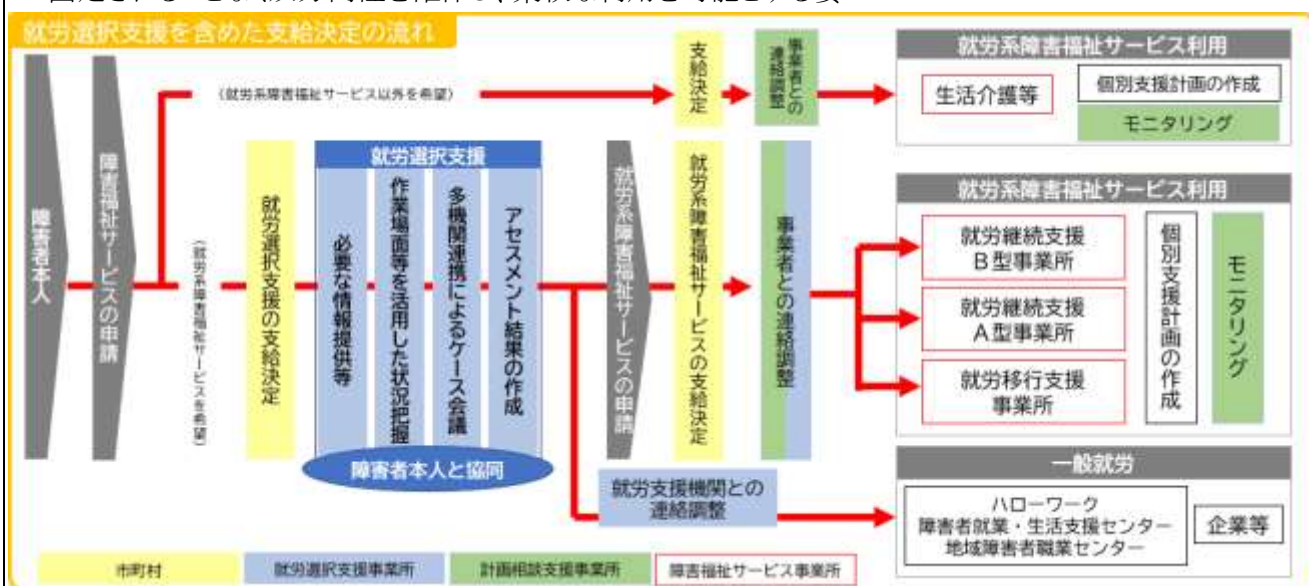 就労選択支援を含めた支給決定の流れ
障害者本人
障害福祉サービスの申請
(就労系障害福祉サービス以外を希望)
支給決定
事業者との
連絡調整
就労系障害福祉サービス利用
生活介護等
個別支援計画の作成
モニタリング
(就労系障害福祉サービスを希望)
就労選択支援の支給決定
就労選択支援
必要な情報提供等
作業場面等を活用した状況把握
多機関連携によるケース会議
アセスメント結果の作成
障害者本人と協同
就労系障害福祉サービスの申請
就労系障害福祉サービスの支給決定
事業者との連絡調整
就労系障害福祉サービス利用
就労継続支援
B型事業所
就労継続支援
A型事業所
就労移行支援
事業所
個別支援計画の作成
モニタリング
就労支援機関との
連絡調整
一般就労
ハローワーク
障害者就業・生活支援センター
地域障害者職業センター
企業等
市町村
就労選択支援事業所
計画相談支援事業所
障害福祉サービス事業所